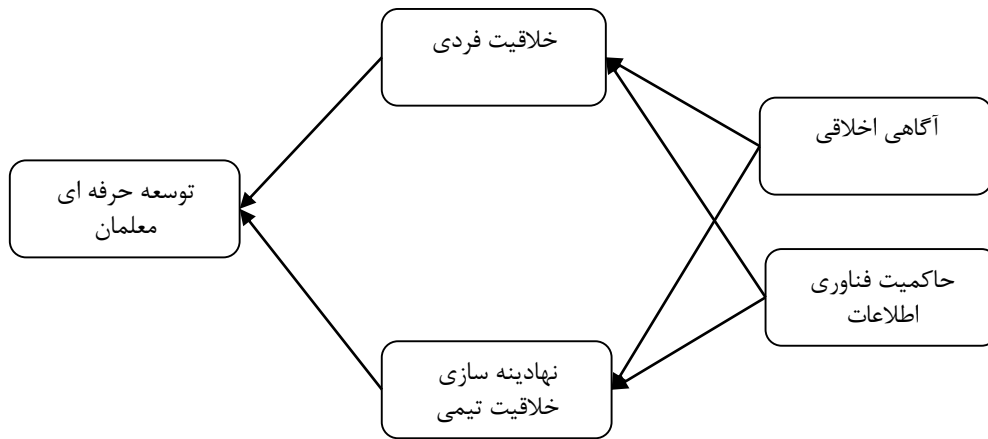 خلاقیت فردی
آگاهی اخلاقی
توسعه حرفه ای
معلمان
حاکمیت فناوری
اطلاعات
نهادینه سازی
خلاقیت تیمی